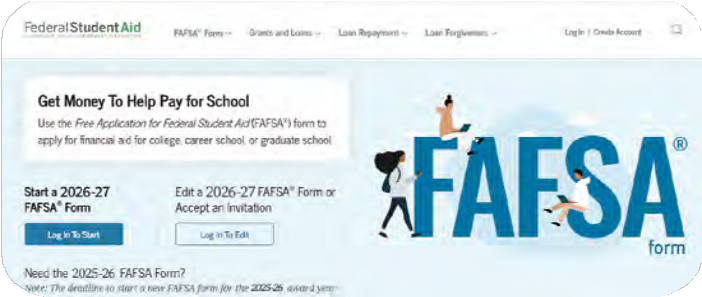 Federal Student Aid
FAFSA® Form Grants and Loans Loan Repayment Loan Forgiveness Log In | Create Account
Get Money To Help Pay for School
Use the Free Application for Federal Student Aid (FAFSA®) form to
apply for financial aid for college, career school, or graduate school
FAFSA®
form
Start a 2026-27
FAFSA® Form
Log In To Start
Edit a 2026-27 FAFSA® Form or
Accept an Invitation
Log In To Edit
Need the 2025-26 FAFSA Form?
Note: The deadline to start a new FAFSA form for the 2025-26 award year